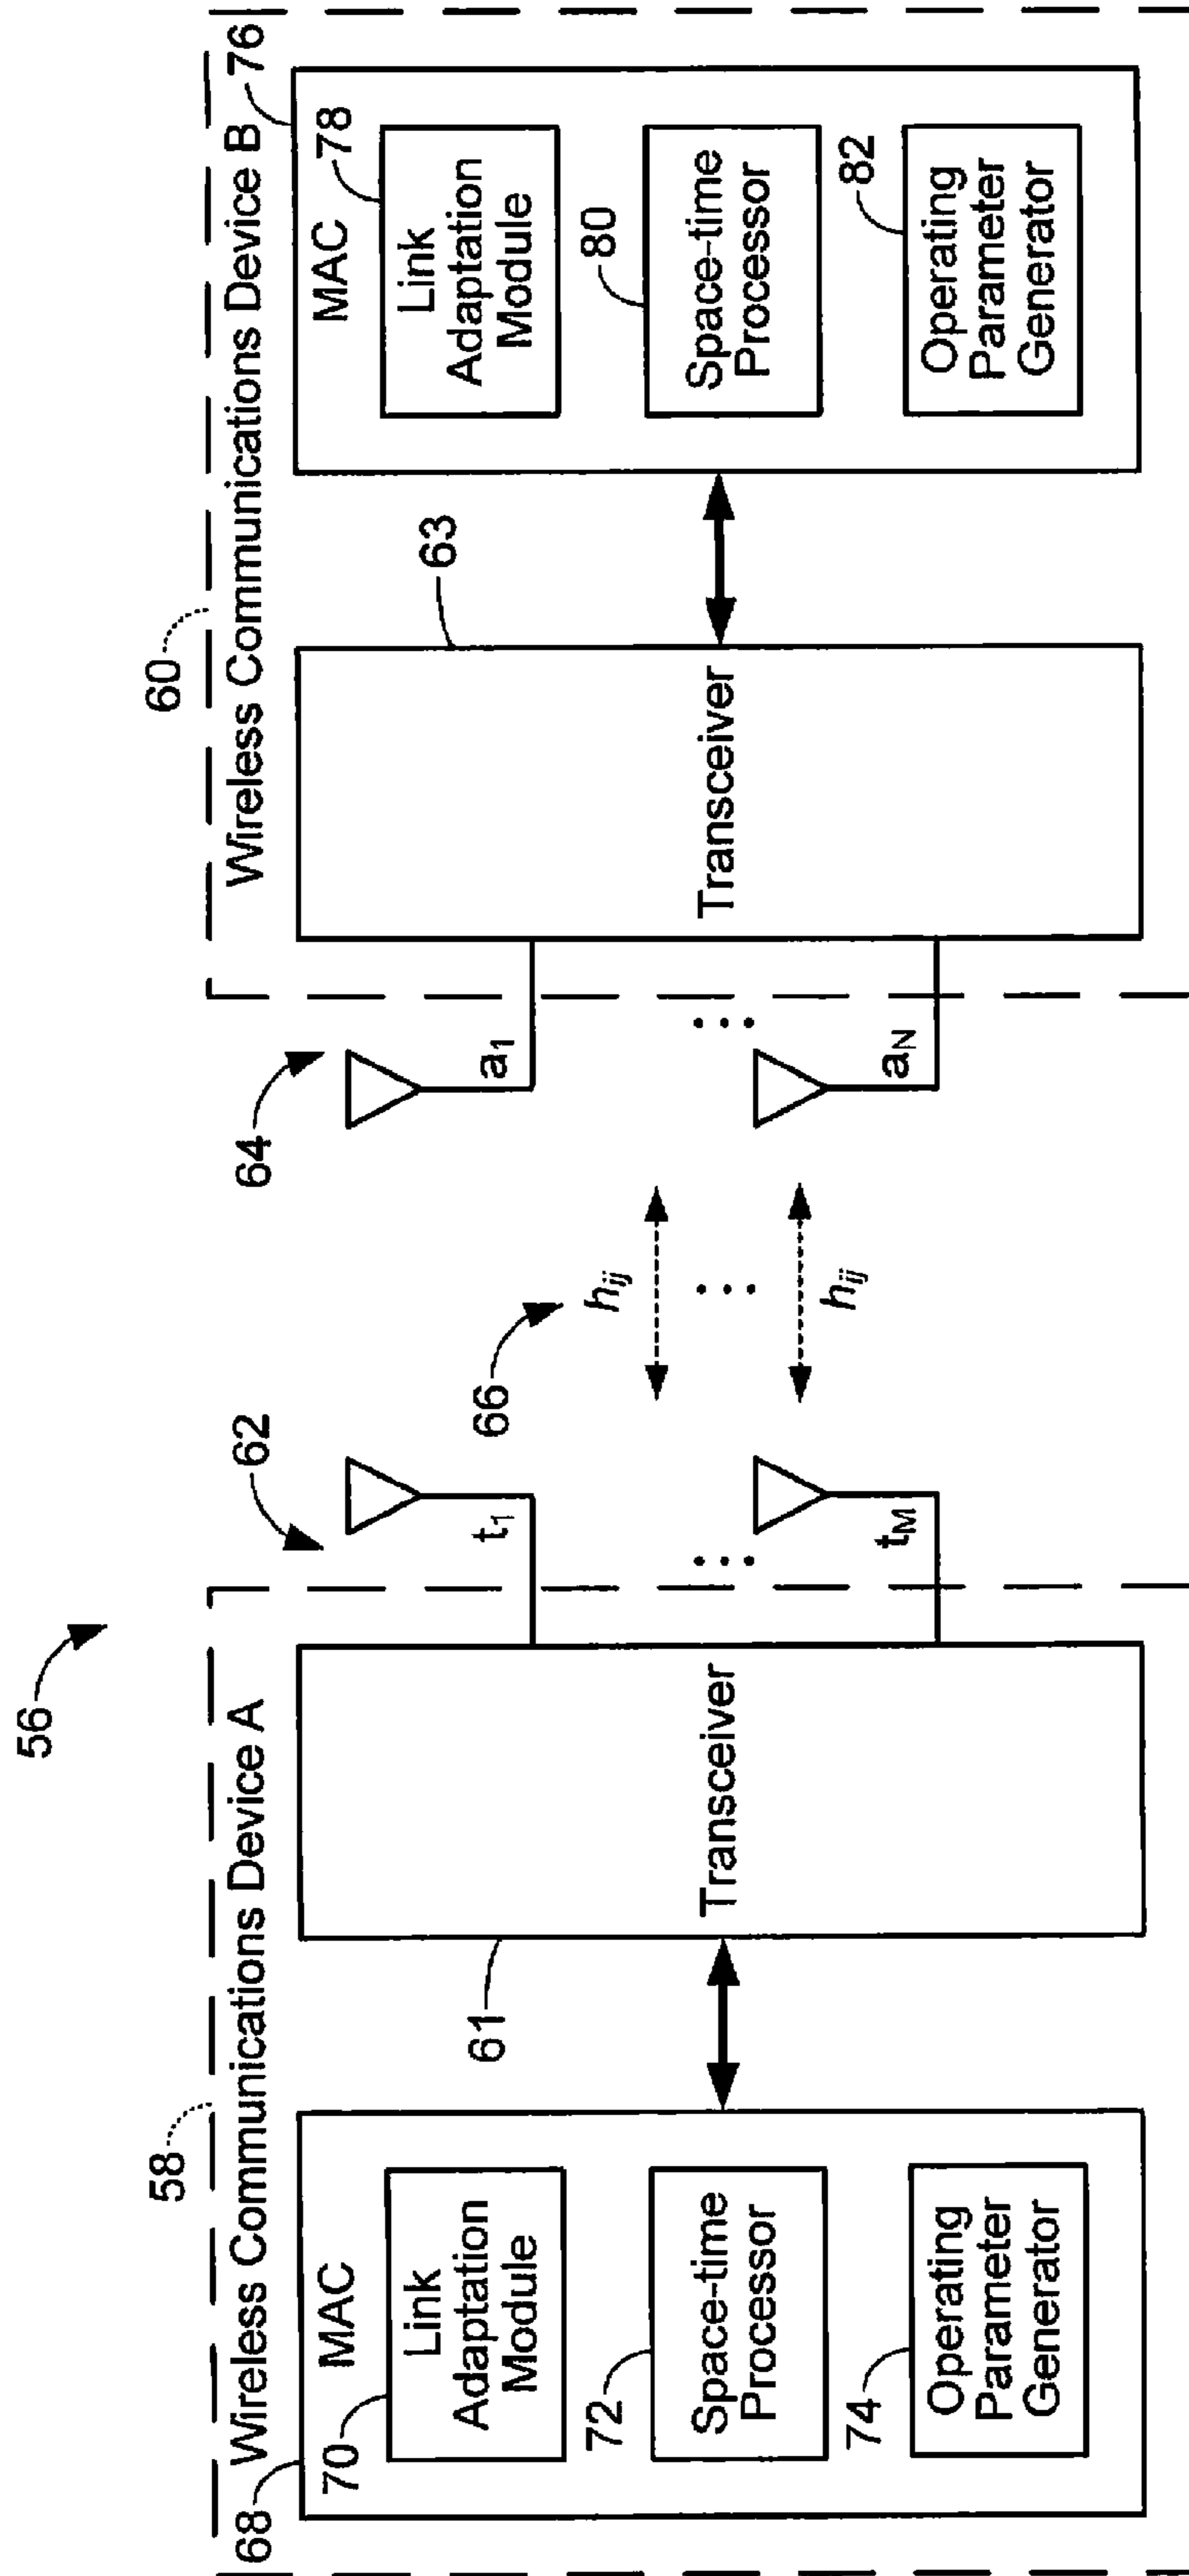 56
58
Wireless Communications Device A
68
MAC
70
Link
Adaptation
Module
72
Space-time
Processor
74
Operating
Parameter
Generator
61
Transceiver
62
t1
⋮
tM
66
hij
⋮
hij
64
a1
⋮
aN
60
Wireless Communications Device B
63
Transceiver
76
MAC
78
Link
Adaptation
Module
80
Space-time
Processor
82
Operating
Parameter
Generator